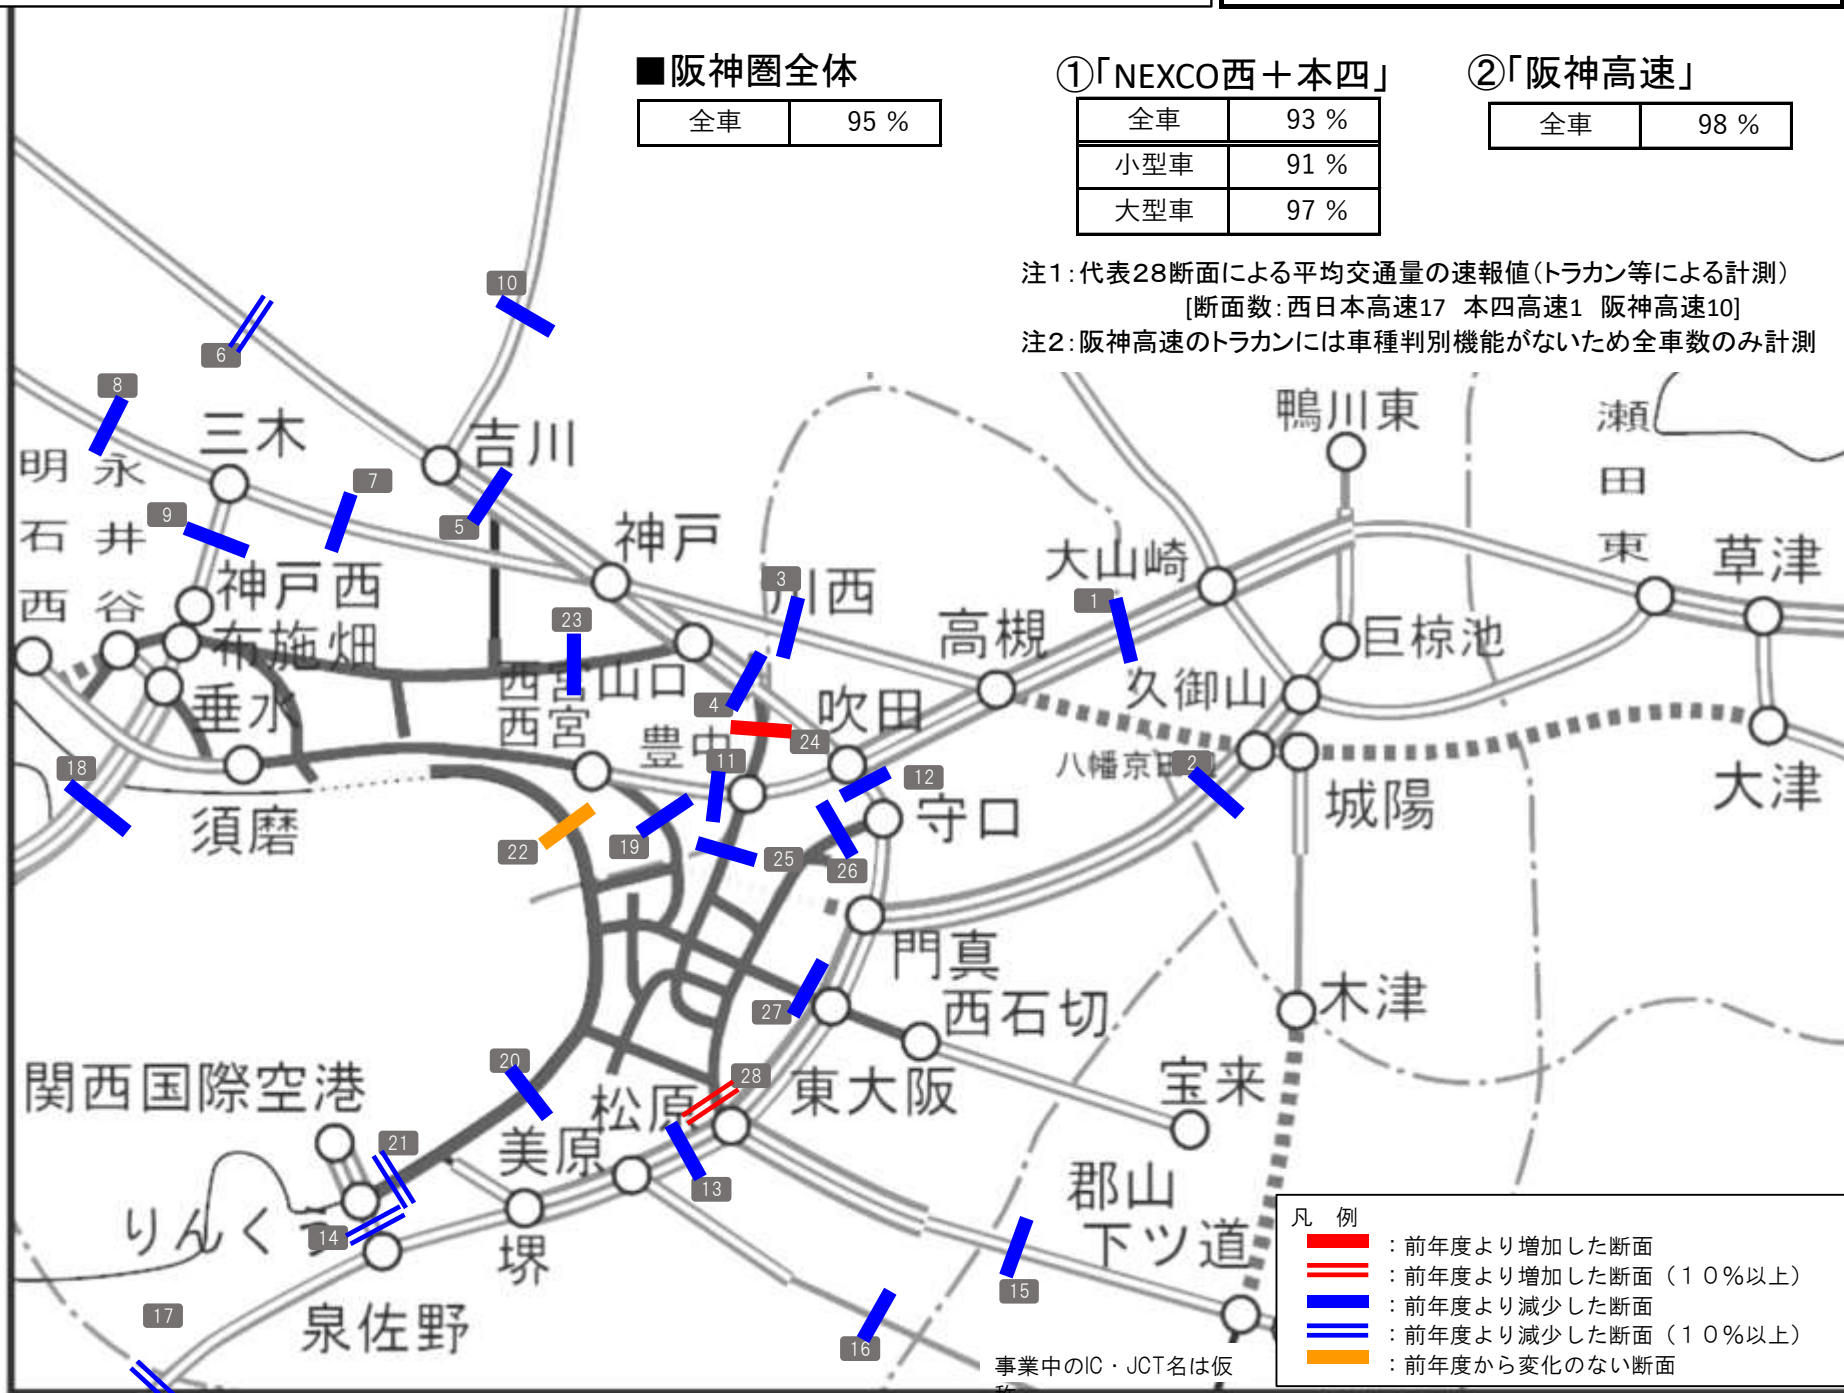 ■阪神圏全体
全車 95 %
①「NEXCO西＋本四」
全車 93 %
小型車 91 %
大型車 97 %
②「阪神高速」
全車 98 %
注１：代表２８断面による平均交通量の速報値（トラカン等による計測）
[断面数：西日本高速17 本四高速1 阪神高速10]
注２：阪神高速のトラカンには車種判別機能がないため全車数のみ計測
10
6
8
三木
吉川
鴨川東
瀬田東
明石西
永井谷
7
9
5
神戸
大山崎
草津
神戸西
3
川西
1
23
高槻
巨椋池
布施畑
西宮山口
久御山
垂水
4
吹田
西宮
豊中
24
18
11
12
2
大津
須磨
守口
城陽
22
19
25
26
門真
27
西石切
木津
20
28
関西国際空港
松原
東大阪
宝来
21
美原
13
郡山下ツ道
りんくう
14
堺
15
17
泉佐野
16
事業中のIC・JCT名は仮
凡 例
：前年度より増加した断面
：前年度より増加した断面（１０％以上）
：前年度より減少した断面
：前年度より減少した断面（１０％以上）
：前年度から変化のない断面